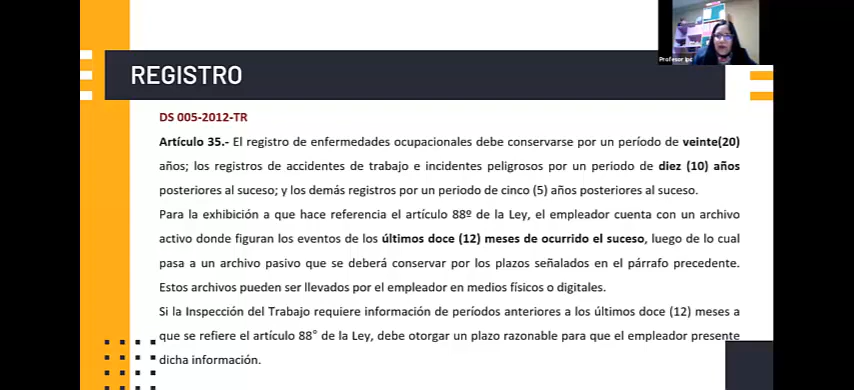 Profesor Ipc
REGISTRO
DS 005-2012-TR
Artículo 35.- El registro de enfermedades ocupacionales debe conservarse por un período de veinte(20)
años; los registros de accidentes de trabajo e incidentes peligrosos por un periodo de diez (10) años
posteriores al suceso; y los demás registros por un periodo de cinco (5) años posteriores al suceso.
Para la exhibición a que hace referencia el artículo 88º de la Ley, el empleador cuenta con un archivo
activo donde figuran los eventos de los últimos doce (12) meses de ocurrido el suceso, luego de lo cual
pasa a un archivo pasivo que se deberá conservar por los plazos señalados en el párrafo precedente.
Estos archivos pueden ser llevados por el empleador en medios físicos o digitales.
Si la Inspección del Trabajo requiere información de períodos anteriores a los últimos doce (12) meses a
que se refiere el artículo 88° de la Ley, debe otorgar un plazo razonable para que el empleador presente
dicha información.